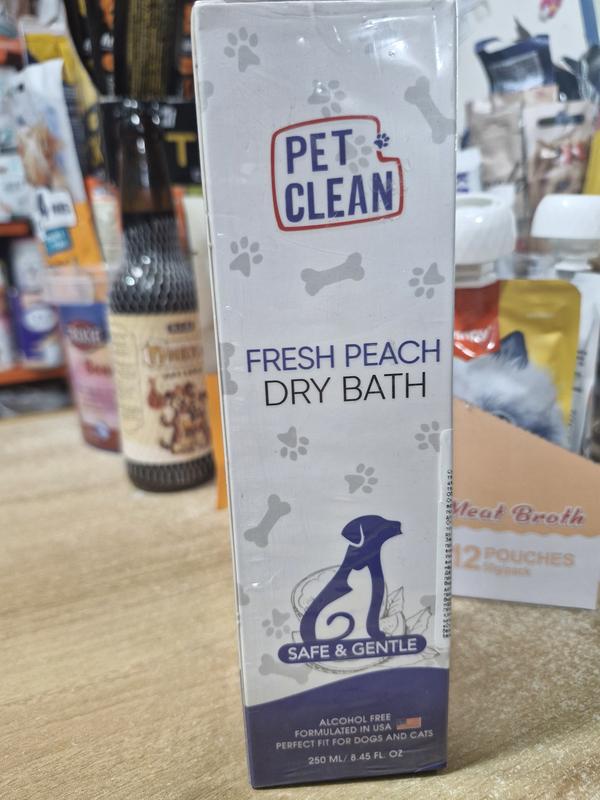 PET
CLEAN
FRESH PEACH
DRY BATH
SAFE & GENTLE
ALCOHOL FREE
FORMULATED IN USA
PERFECT FIT FOR DOGS AND CATS
250 ML/ 8.45 FL. OZ
Meat Broth
12 POUCHES